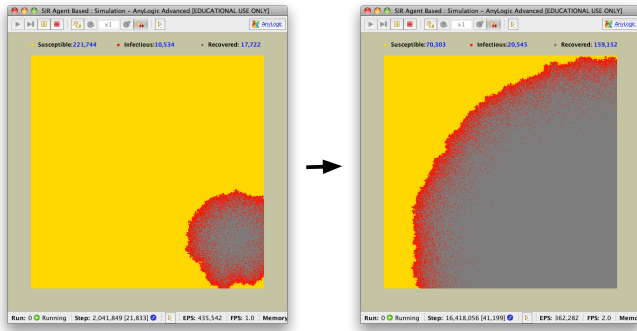 SIR Agent Based : Simulation - AnyLogic Advanced [EDUCATIONAL USE ONLY]
x1
AnyLogic
Susceptible:221,744 Infectious:10,534 Recovered: 17,722
Run: 0 Running Step: 2,041,849 [21,833] EPS: 435,542 FPS: 1.0 Memory
SIR Agent Based : Simulation - AnyLogic Advanced [EDUCATIONAL USE ONLY]
x1
AnyLogic
Susceptible:70,303 Infectious:20,545 Recovered: 159,152
Run: 0 Running Step: 16,418,056 [41,199] EPS: 362,282 FPS: 2.0 Memo